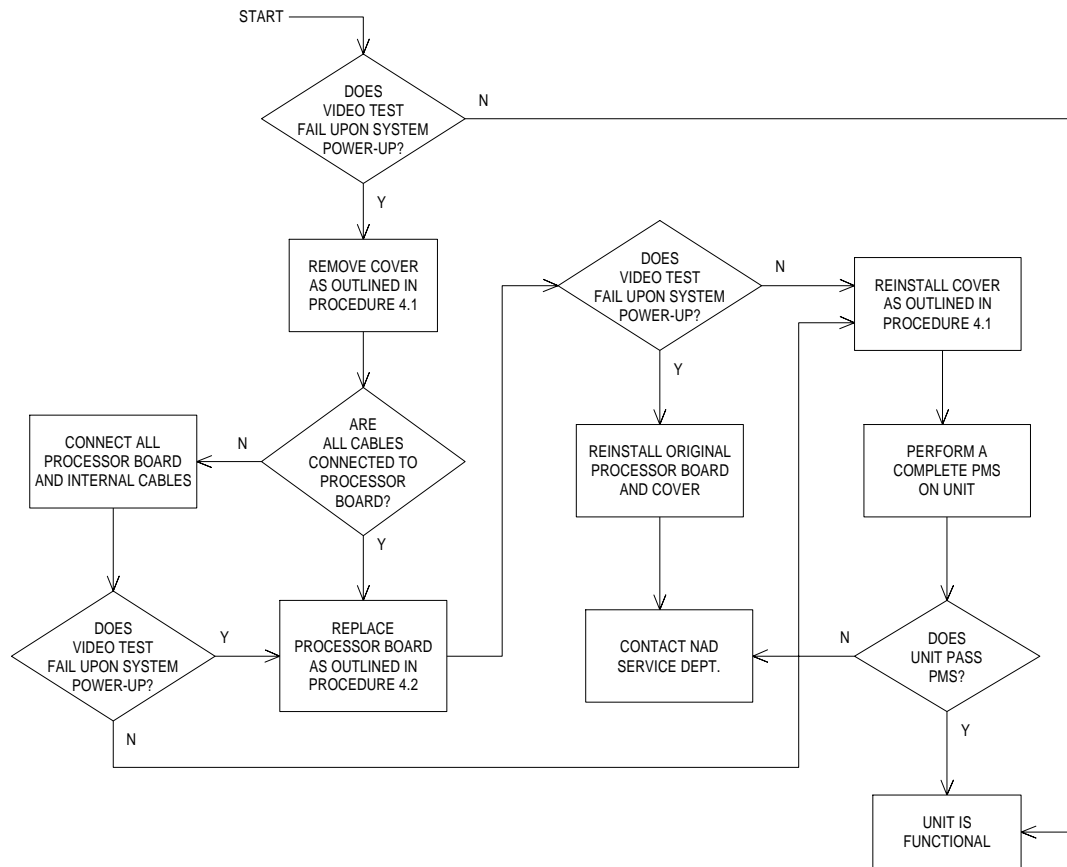 START
DOES
VIDEO TEST
FAIL UPON SYSTEM
POWER-UP?
N
Y
REMOVE COVER
AS OUTLINED IN
PROCEDURE 4.1
DOES
VIDEO TEST
FAIL UPON SYSTEM
POWER-UP?
N
Y
REINSTALL COVER
AS OUTLINED IN
PROCEDURE 4.1
CONNECT ALL
PROCESSOR BOARD
AND INTERNAL CABLES
N
ARE
ALL CABLES
CONNECTED TO
PROCESSOR
BOARD?
Y
REINSTALL ORIGINAL
PROCESSOR BOARD
AND COVER
PERFORM A
COMPLETE PMS
ON UNIT
DOES
VIDEO TEST
FAIL UPON SYSTEM
POWER-UP?
Y
N
REPLACE
PROCESSOR BOARD
AS OUTLINED IN
PROCEDURE 4.2
CONTACT NAD
SERVICE DEPT.
N
DOES
UNIT PASS
PMS?
Y
UNIT IS
FUNCTIONAL